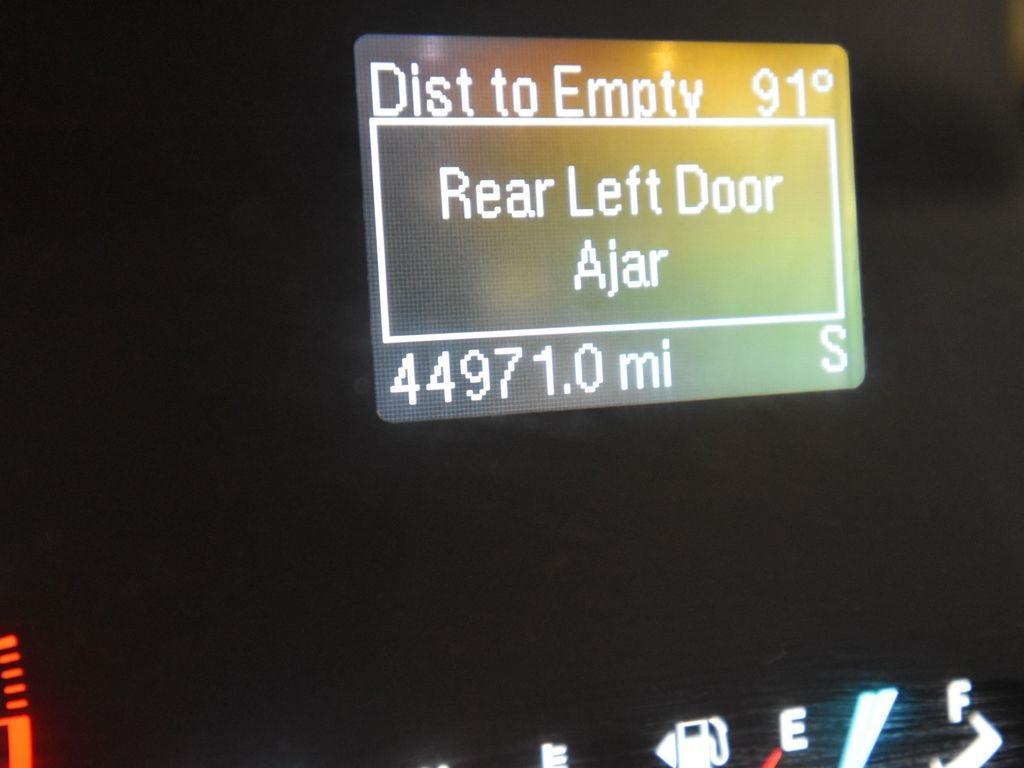 Dist to Empty 91°
Rear Left Door
Ajar
44971.0 mi S
E F